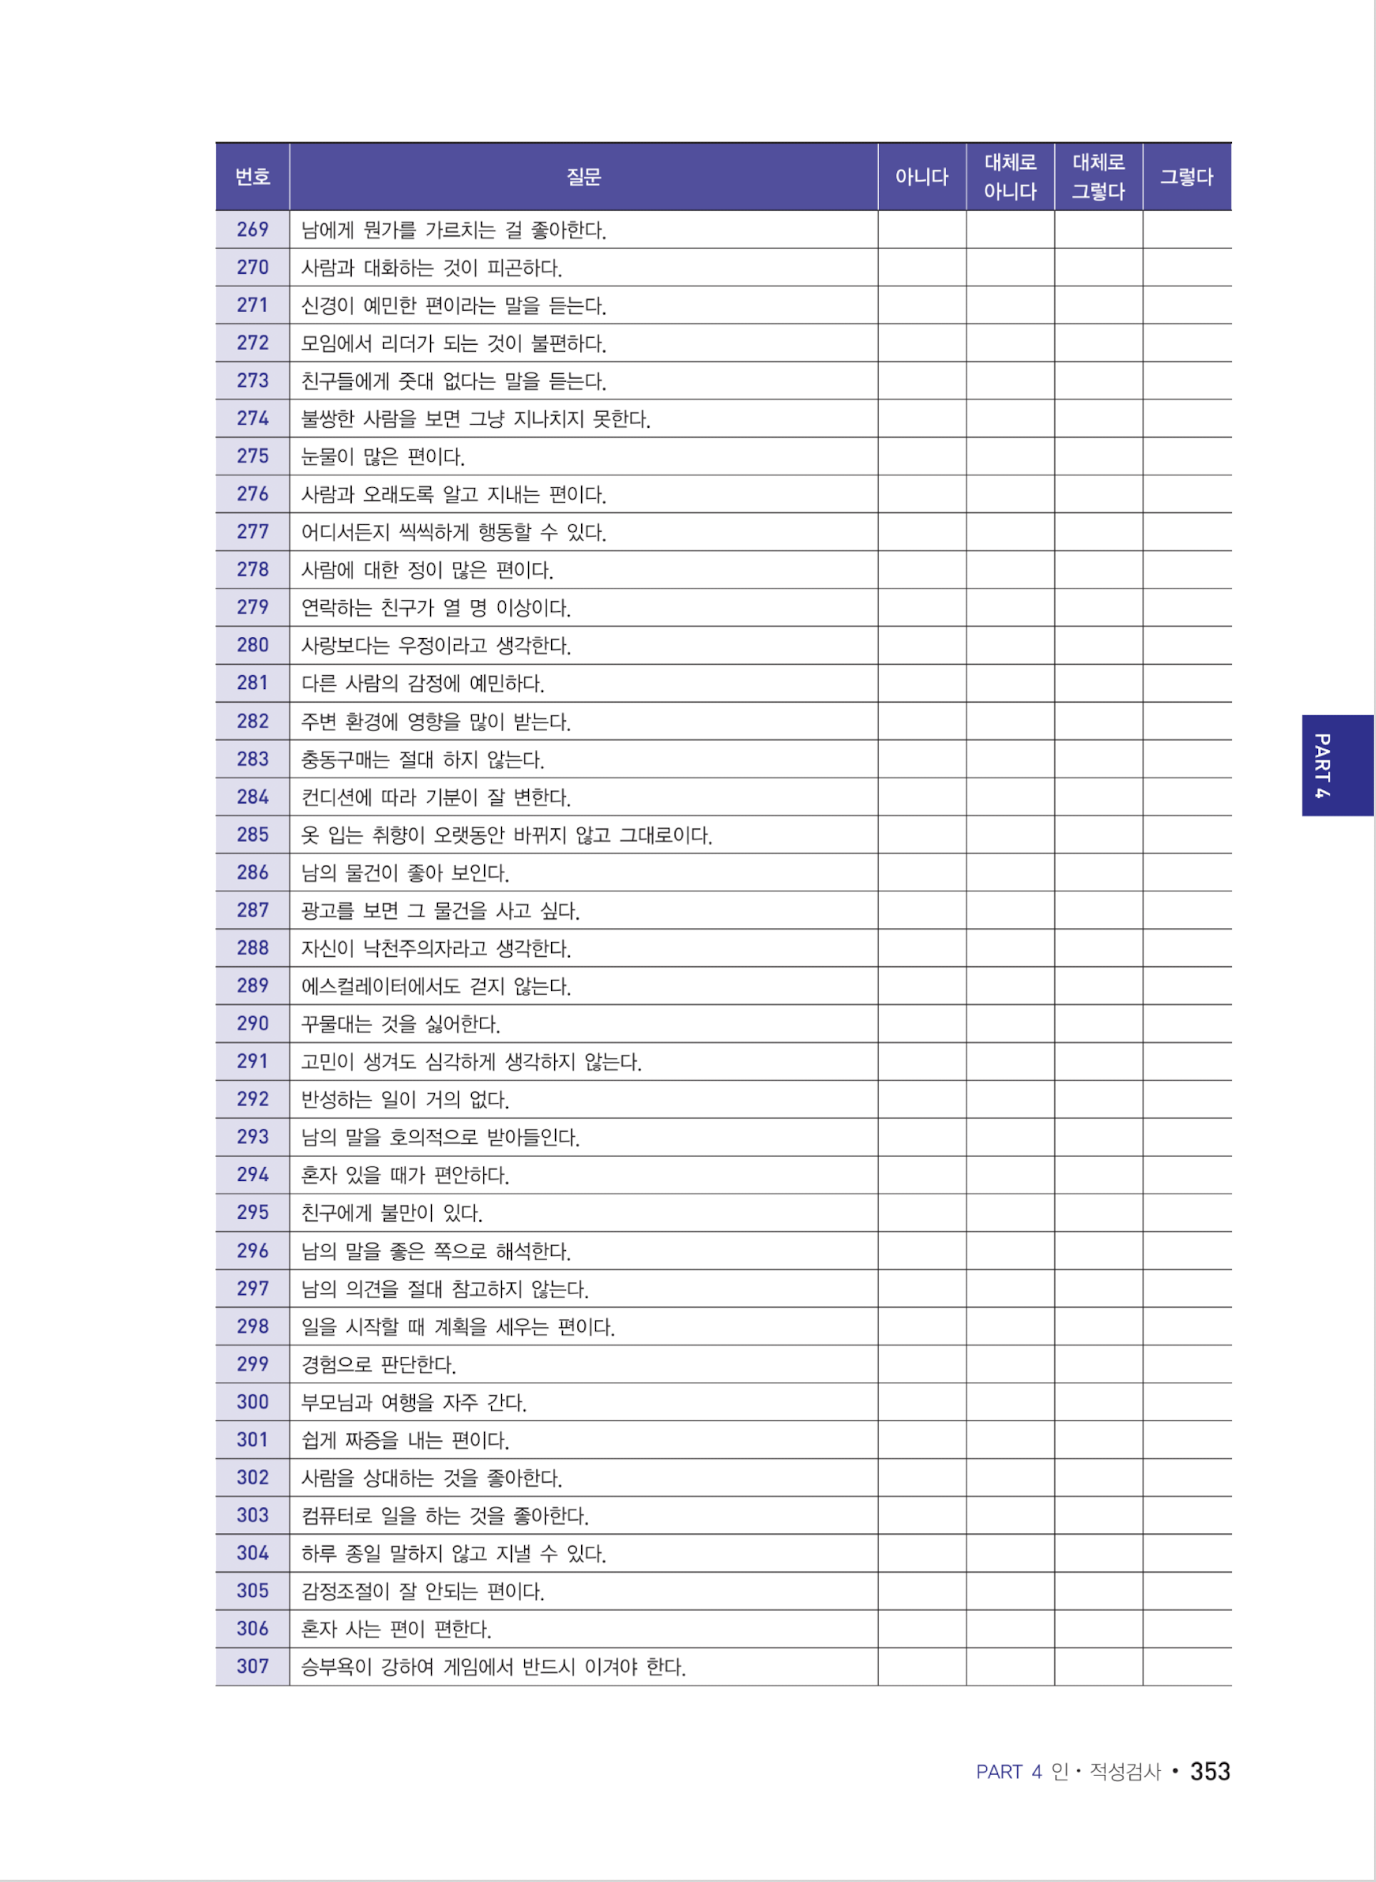 번호 질문 아니다 대체로 아니다 대체로 그렇다 그렇다
269 남에게 뭔가를 가르치는 걸 좋아한다.
270 사람과 대화하는 것이 피곤하다.
271 신경이 예민한 편이라는 말을 듣는다.
272 모임에서 리더가 되는 것이 불편하다.
273 친구들에게 줏대 없다는 말을 듣는다.
274 불쌍한 사람을 보면 그냥 지나치지 못한다.
275 눈물이 많은 편이다.
276 사람과 오래도록 알고 지내는 편이다.
277 어디서든지 씩씩하게 행동할 수 있다.
278 사람에 대한 정이 많은 편이다.
279 연락하는 친구가 열 명 이상이다.
280 사랑보다는 우정이라고 생각한다.
281 다른 사람의 감정에 예민하다.
282 주변 환경에 영향을 많이 받는다.
283 충동구매는 절대 하지 않는다.
284 컨디션에 따라 기분이 잘 변한다.
285 옷 입는 취향이 오랫동안 바뀌지 않고 그대로이다.
286 남의 물건이 좋아 보인다.
287 광고를 보면 그 물건을 사고 싶다.
288 자신이 낙천주의자라고 생각한다.
289 에스컬레이터에서도 걷지 않는다.
290 꾸물대는 것을 싫어한다.
291 고민이 생겨도 심각하게 생각하지 않는다.
292 반성하는 일이 거의 없다.
293 남의 말을 호의적으로 받아들인다.
294 혼자 있을 때가 편안하다.
295 친구에게 불만이 있다.
296 남의 말을 좋은 쪽으로 해석한다.
297 남의 의견을 절대 참고하지 않는다.
298 일을 시작할 때 계획을 세우는 편이다.
299 경험으로 판단한다.
300 부모님과 여행을 자주 간다.
301 쉽게 짜증을 내는 편이다.
302 사람을 상대하는 것을 좋아한다.
303 컴퓨터로 일을 하는 것을 좋아한다.
304 하루 종일 말하지 않고 지낼 수 있다.
305 감정조절이 잘 안되는 편이다.
306 혼자 사는 편이 편한다.
307 승부욕이 강하여 게임에서 반드시 이겨야 한다.
PART 4
PART 4 인·적성검사 • 353